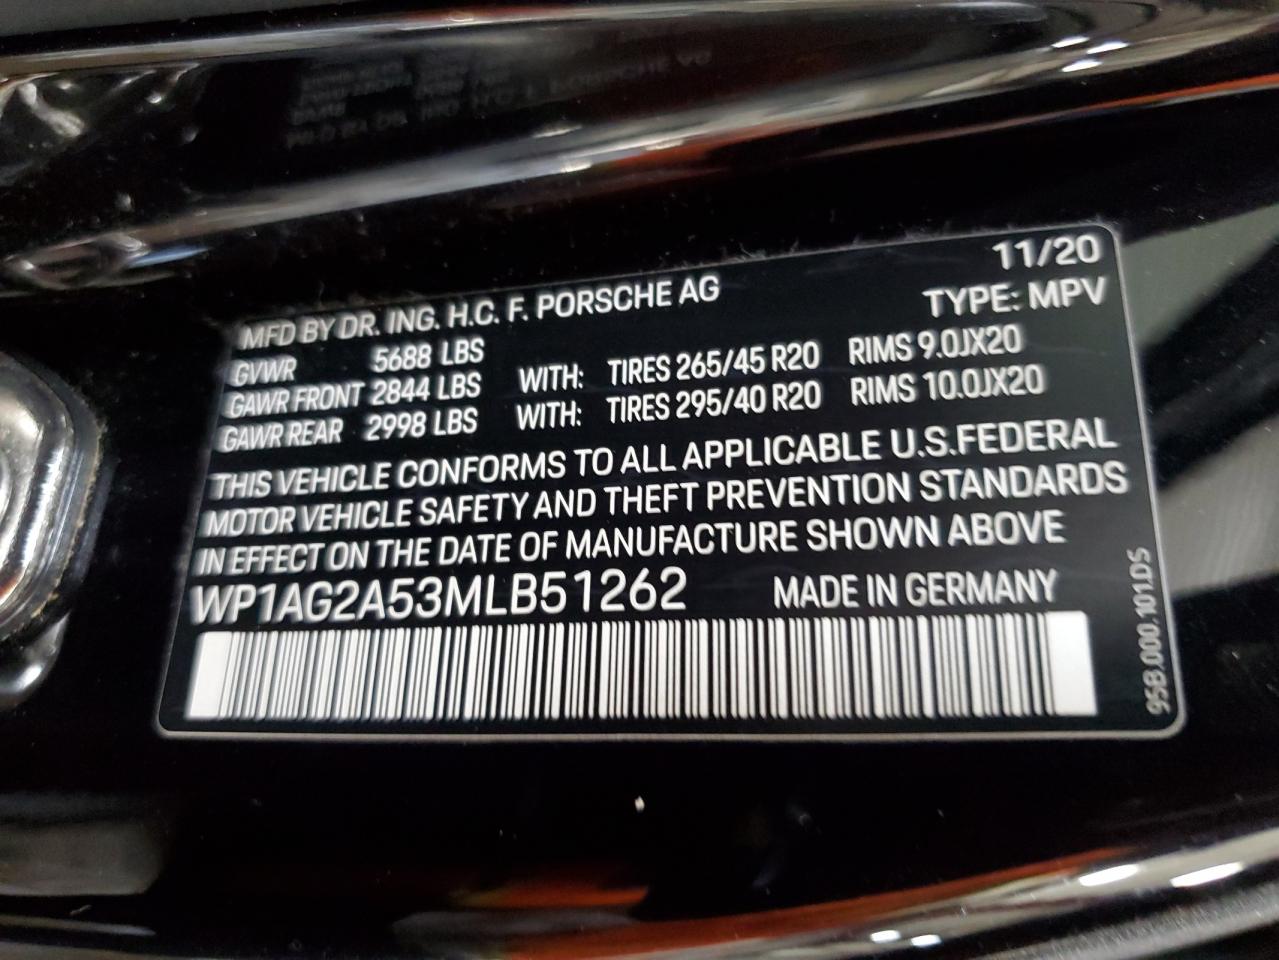 11/20
MFD BY DR. ING. H.C. F. PORSCHE AG TYPE: MPV
GVWR 5688 LBS
GAWR FRONT 2844 LBS WITH: TIRES 265/45 R20 RIMS 9.0JX20
GAWR REAR 2998 LBS WITH: TIRES 295/40 R20 RIMS 10.0JX20
THIS VEHICLE CONFORMS TO ALL APPLICABLE U.S.FEDERAL
MOTOR VEHICLE SAFETY AND THEFT PREVENTION STANDARDS
IN EFFECT ON THE DATE OF MANUFACTURE SHOWN ABOVE
WP1AG2A53MLB51262 MADE IN GERMANY
95B.000.101.DS